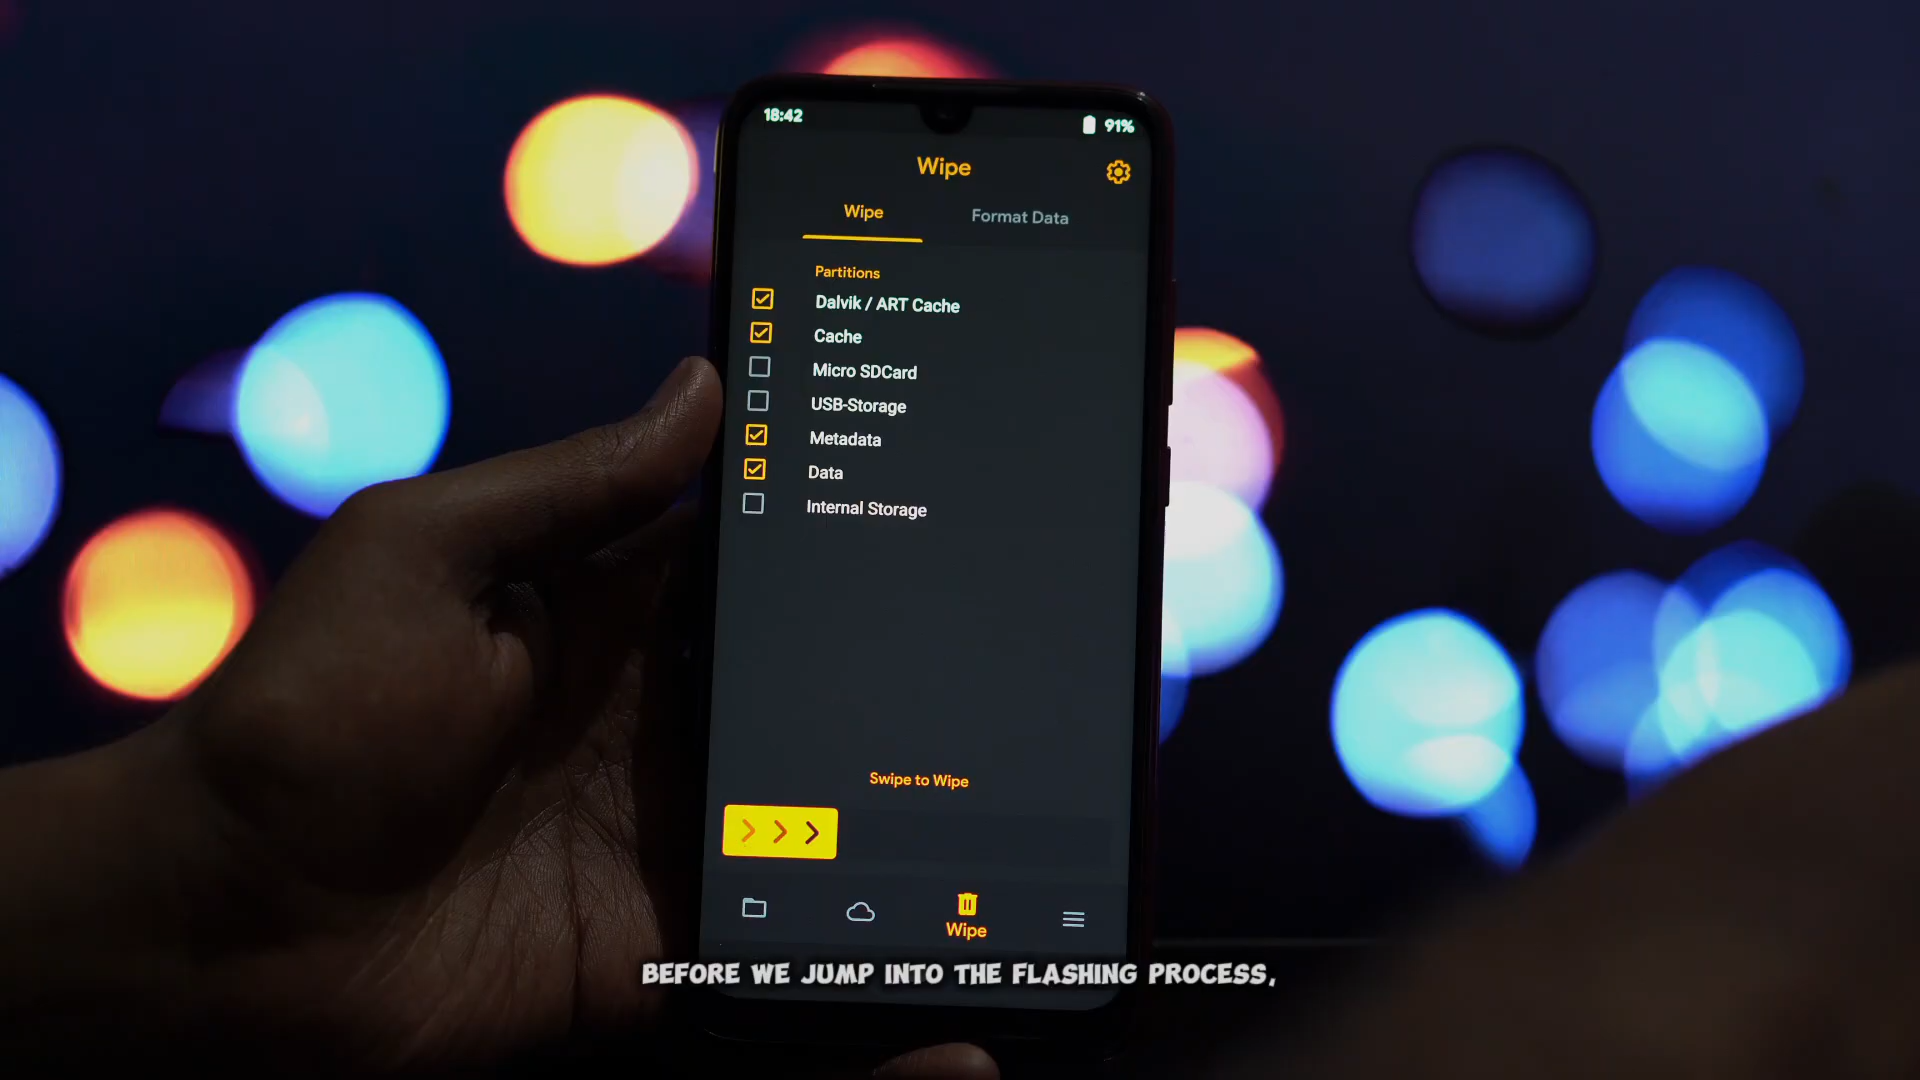 18:42
91%
Wipe
Wipe
Format Data
Partitions
Dalvik / ART Cache
Cache
Micro SDCard
USB-Storage
Metadata
Data
Internal Storage
Swipe to Wipe
Wipe
BEFORE WE JUMP INTO THE FLASHING PROCESS,